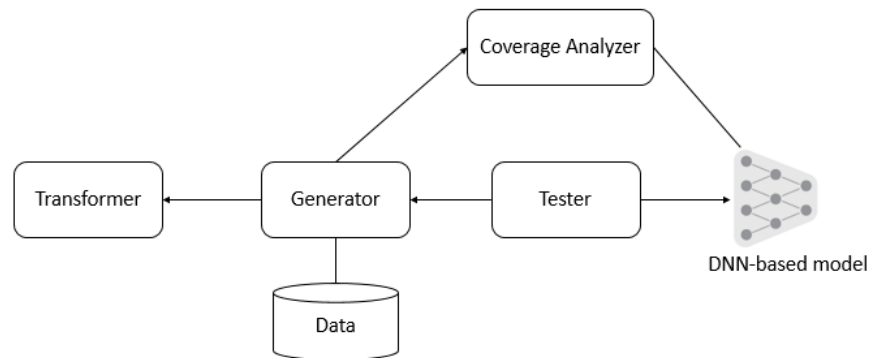 Coverage Analyzer
Transformer
Generator
Tester
DNN-based model
Data